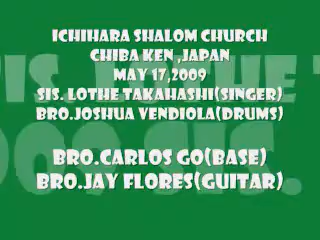 ICHIHARA SHALOM CHURCH
CHIBA KEN ,JAPAN
MAY 17,2009
SIS. LOTHE TAKAHASHI(SINGER)
BRO.JOSHUA VENDIOLA(DRUMS)
BRO.CARLOS GO(BASE)
BRO.JAY FLORES(GUITAR)